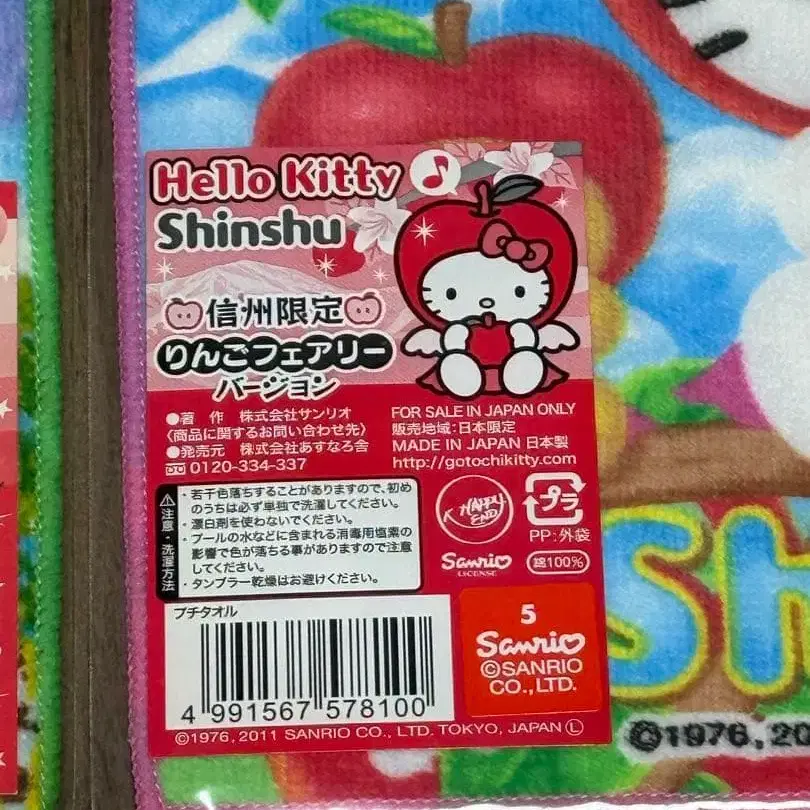 Hello Kitty
Shinshu
信州限定
りんごフェアリー
バージョン
●著 作 株式会社サンリオ
〈商品に関するお問い合わせ先〉
●発売元 株式会社あすなろ舎
0120-334-337
FOR SALE IN JAPAN ONLY
販売地域:日本限定
MADE IN JAPAN 日本製
http://gotochikitty.com
注意・洗濯方法
・若干色落ちすることがありますので、初め
のうちは必ず単独で洗濯してください。
・漂白剤を使わないでください。
・プールの水などに含まれる消毒用塩素の
影響で色が落ちる事がありますので注意
してください。
・タンブラー乾燥はお避けください。
K HAPPY
END!
プラ
PP:外袋
Sanrio
LICENSE
綿100%
プチタオル
4 991567 578100
5
Sanrio
©SANRIO
CO.,LTD.
©1976, 2011 SANRIO CO., LTD. TOKYO, JAPAN Ⓛ
SH
©1976, 20